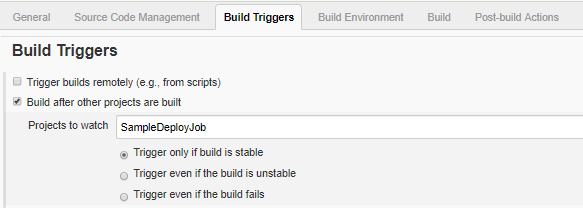 General Source Code Management Build Triggers Build Environment Build Post-build Actions
Build Triggers
Trigger builds remotely (e.g., from scripts)
Build after other projects are built
Projects to watch SampleDeployJob
Trigger only if build is stable
Trigger even if the build is unstable
Trigger even if the build fails